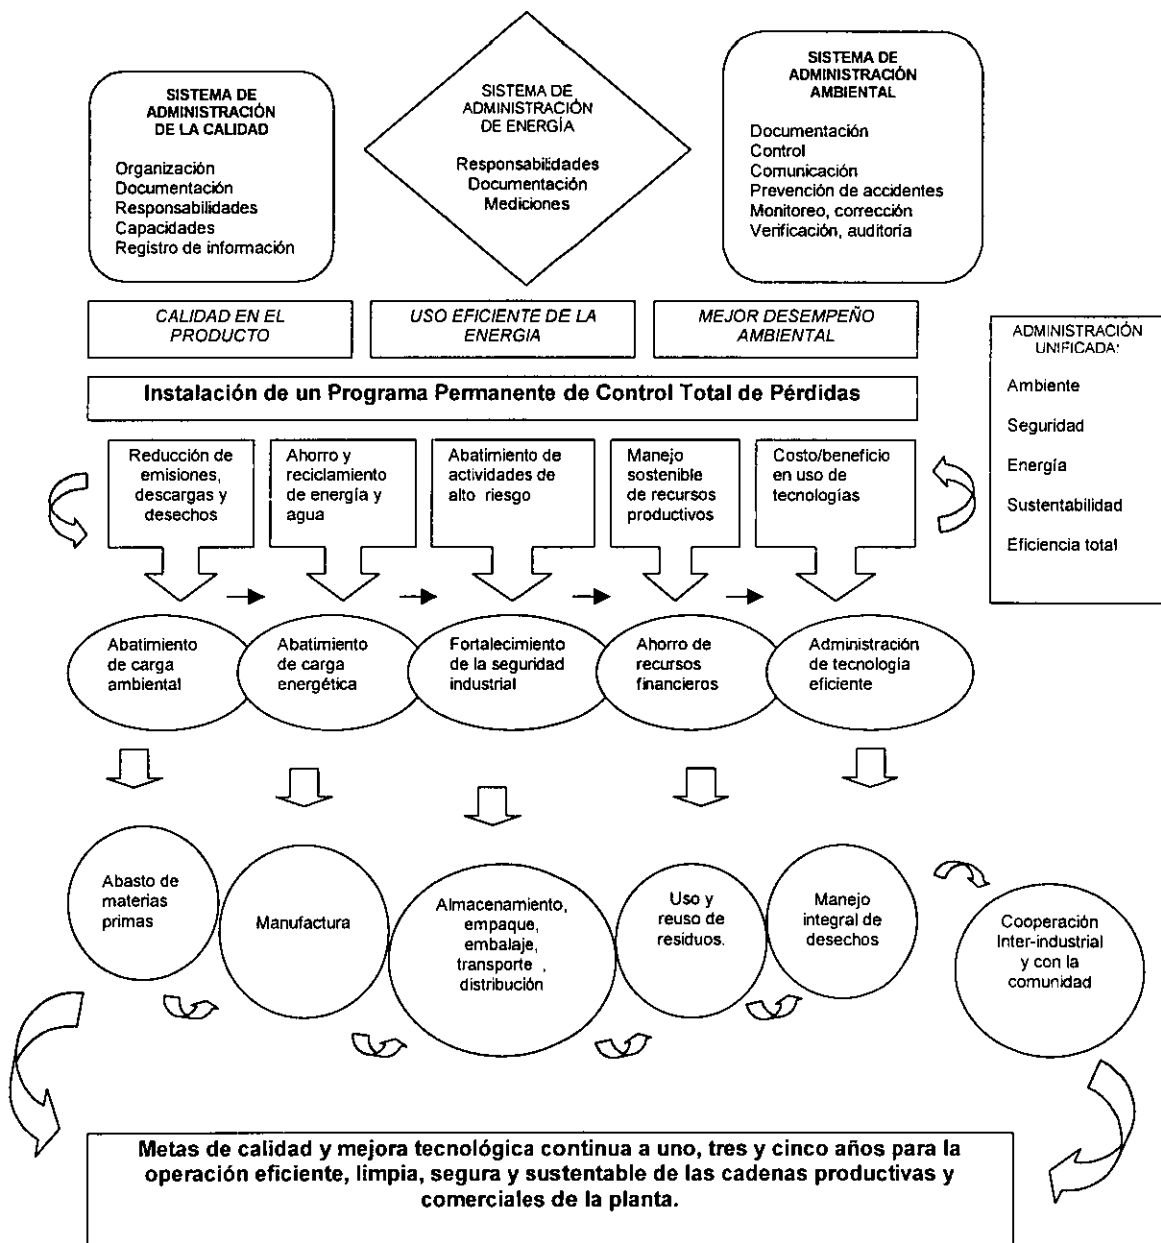 SISTEMA DE
ADMINISTRACIÓN
DE LA CALIDAD
Organización
Documentación
Responsabilidades
Capacidades
Registro de información
SISTEMA DE
ADMINISTRACIÓN
DE ENERGÍA
Responsabilidades
Documentación
Mediciones
SISTEMA DE
ADMINISTRACIÓN
AMBIENTAL
Documentación
Control
Comunicación
Prevención de accidentes
Monitoreo, corrección
Verificación, auditoría
CALIDAD EN EL
PRODUCTO
USO EFICIENTE DE LA
ENERGIA
MEJOR DESEMPEÑO
AMBIENTAL
ADMINISTRACIÓN
UNIFICADA:
Ambiente
Seguridad
Energía
Sustentabilidad
Eficiencia total
Instalación de un Programa Permanente de Control Total de Pérdidas
Reducción de
emisiones,
descargas y
desechos
Ahorro y
reciclamiento
de energía y
agua
Abatimiento de
actividades de
alto riesgo
Manejo
sostenible
de recursos
productivos
Costo/beneficio
en uso de
tecnologías
Abatimiento
de carga
ambiental
Abatimiento
de carga
energética
Fortalecimiento
de la seguridad
industrial
Ahorro de
recursos
financieros
Administración
de tecnología
eficiente
Abasto de
materias
primas
Manufactura
Almacenamiento,
empaque,
embalaje,
transporte ,
distribución
Uso y
reuso de
residuos.
Manejo
integral de
desechos
Cooperación
Inter-industrial
y con la
comunidad
Metas de calidad y mejora tecnológica continua a uno, tres y cinco años para la
operación eficiente, limpia, segura y sustentable de las cadenas productivas y
comerciales de la planta.